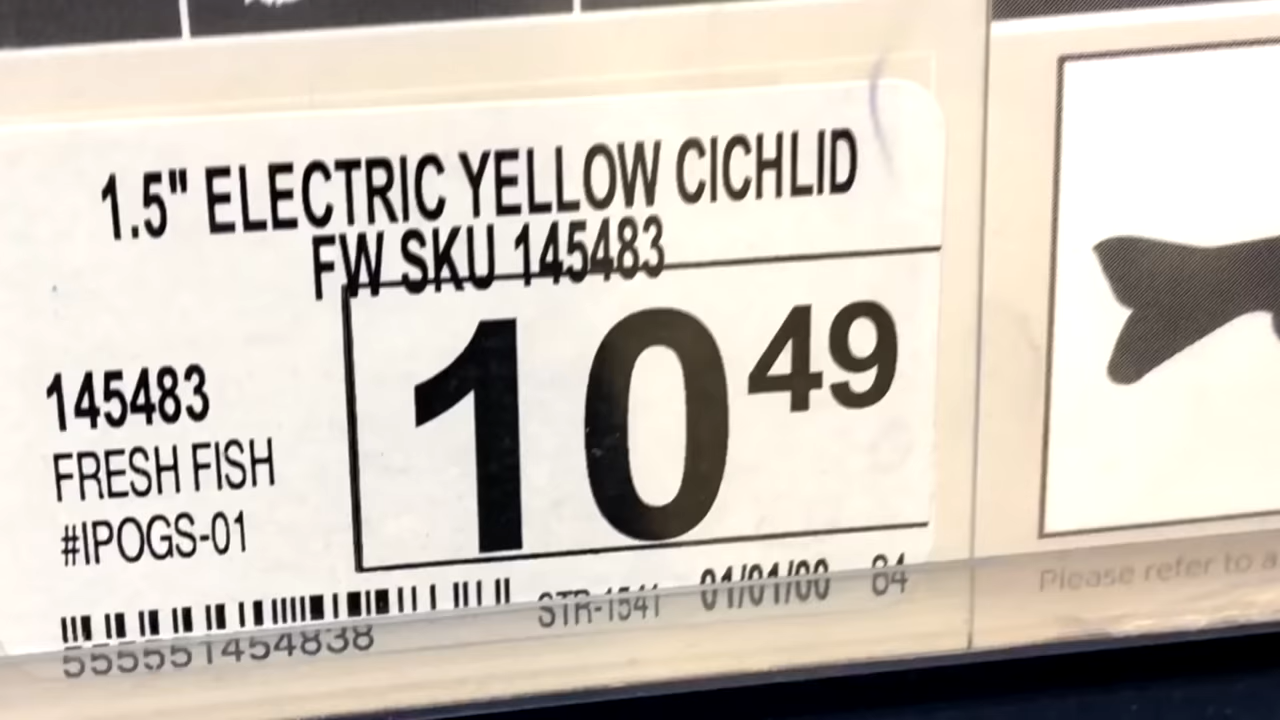 1.5" ELECTRIC YELLOW CICHLID
FW SKU 145483
10 49
145483
FRESH FISH
#IPOGS-01
STR-1541 01/01/00 84
555551454838
Please refer to a